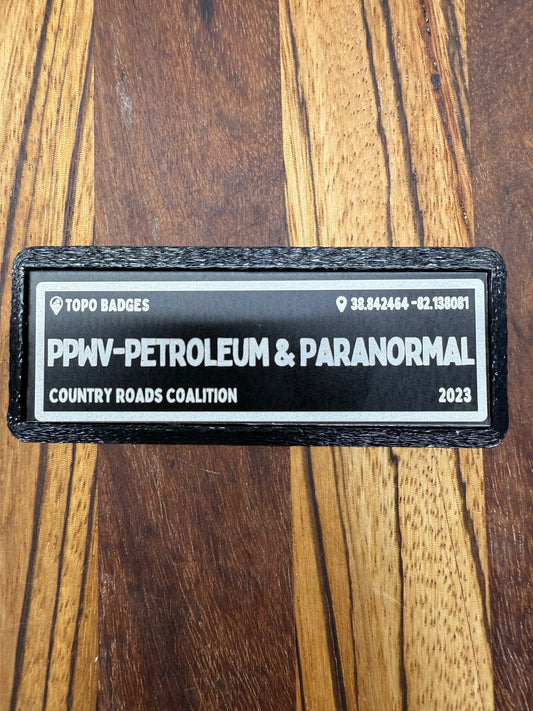 TOPO BADGES
38.842464 -82.138081
PPWV-PETROLEUM & PARANORMAL
COUNTRY ROADS COALITION
2023